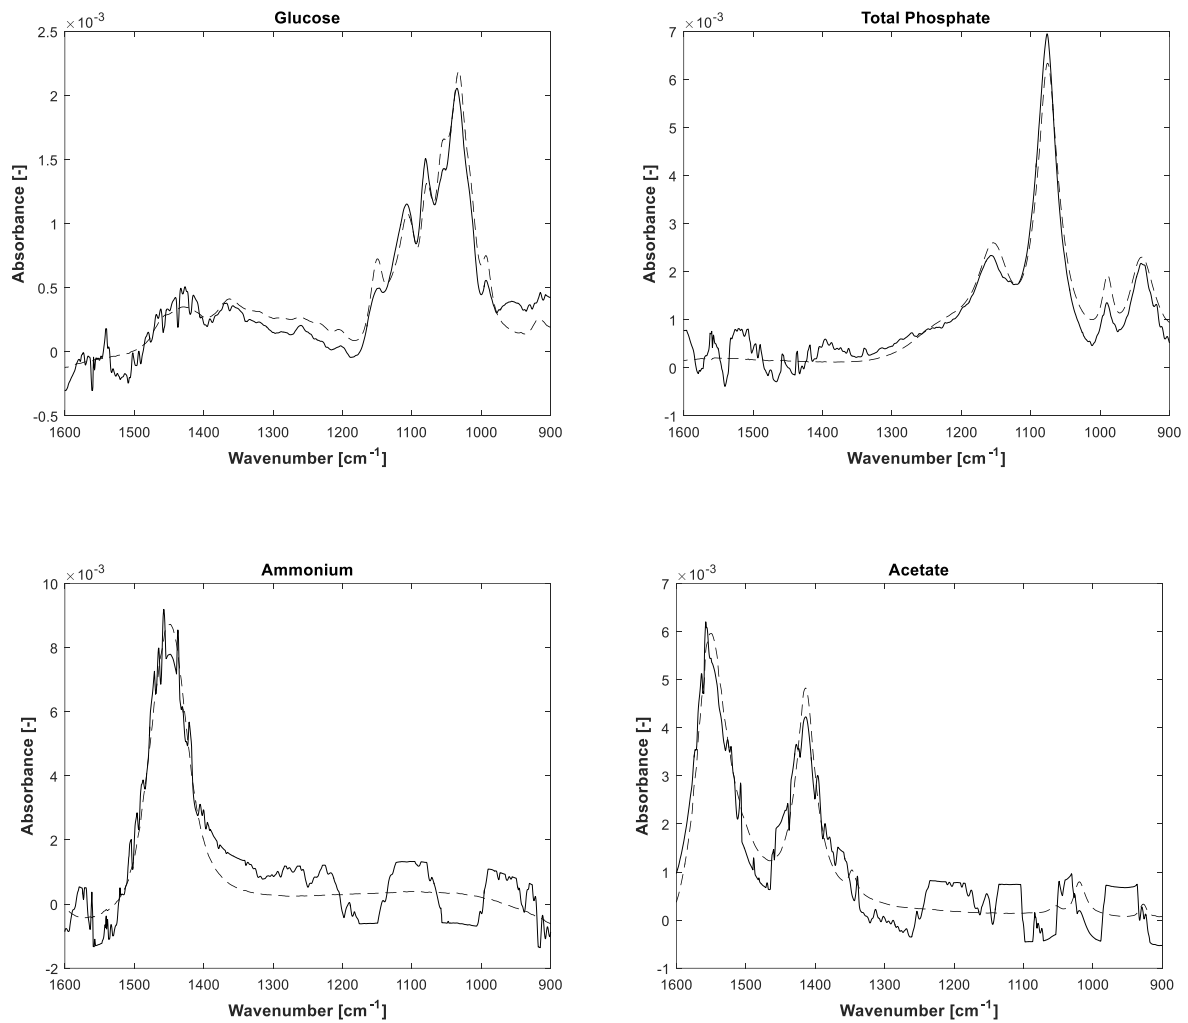 Glucose
×10⁻³
2.5
2
1.5
1
0.5
0
-0.5
Absorbance [-]
1600 1500 1400 1300 1200 1100 1000 900
Wavenumber [cm⁻¹]
Total Phosphate
×10⁻³
7
6
5
4
3
2
1
0
-1
Absorbance [-]
1600 1500 1400 1300 1200 1100 1000 900
Wavenumber [cm⁻¹]
Ammonium
×10⁻³
10
8
6
4
2
0
-2
Absorbance [-]
1600 1500 1400 1300 1200 1100 1000 900
Wavenumber [cm⁻¹]
Acetate
×10⁻³
7
6
5
4
3
2
1
0
-1
Absorbance [-]
1600 1500 1400 1300 1200 1100 1000 900
Wavenumber [cm⁻¹]